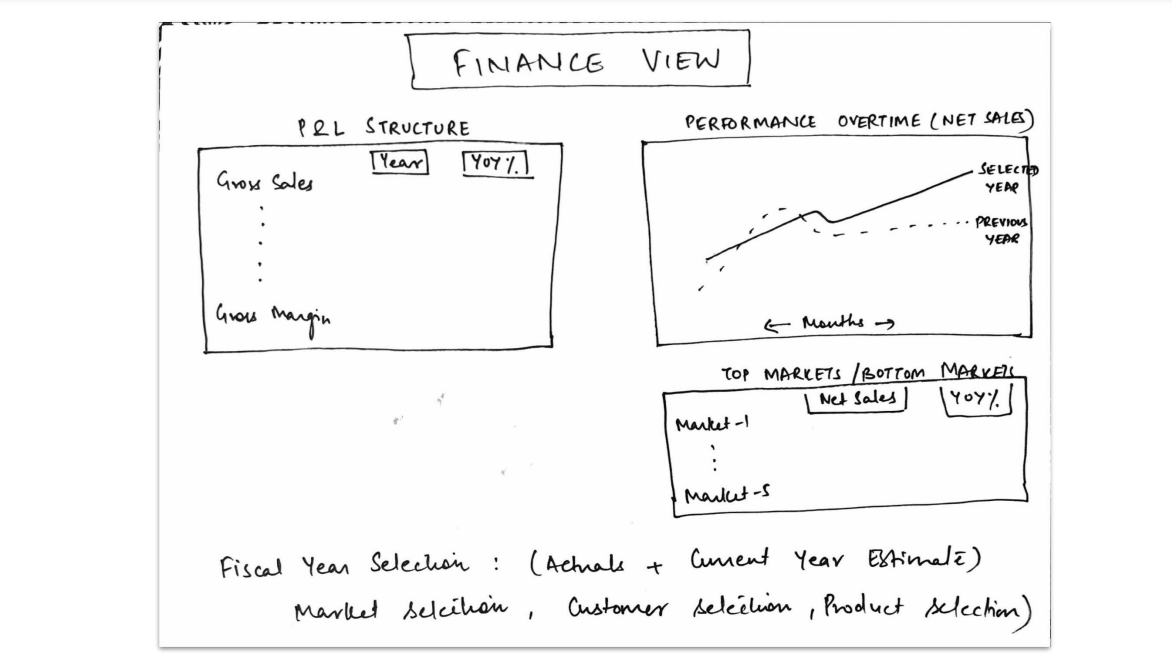 FINANCE VIEW
P&L STRUCTURE
Year YOY%
Gross Sales
Gross Margin
PERFORMANCE OVERTIME (NET SALES)
SELECTED
YEAR
PREVIOUS
YEAR
← Months →
TOP MARKETS / BOTTOM MARKETS
Net Sales YOY%
Market-1
Market-5
Fiscal Year Selection : (Actuals + Current Year Estimate)
Market selection , Customer selection , Product selection)